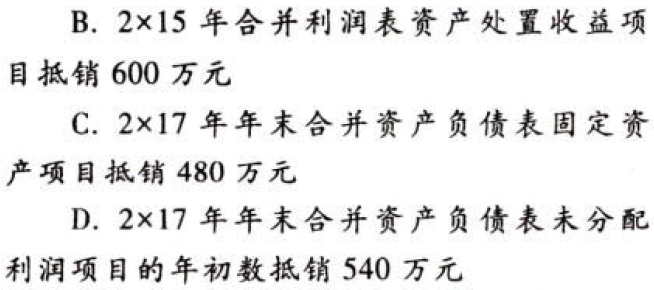 B. 2×15 年合并利润表资产处置收益项
目抵销 600 万元
C. 2×17 年年末合并资产负债表固定资
产项目抵销 480 万元
D. 2×17 年年末合并资产负债表未分配
利润项目的年初数抵销 540 万元